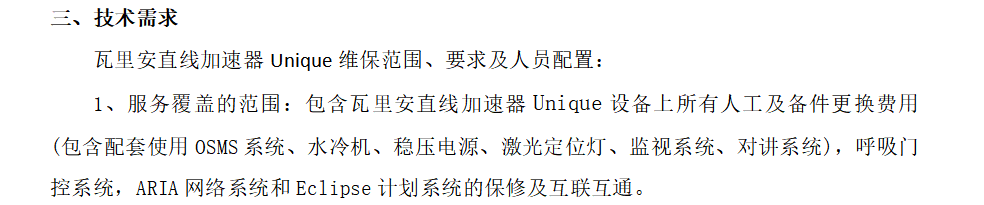 三、技术需求
瓦里安直线加速器 Unique 维保范围、要求及人员配置：
1、服务覆盖的范围：包含瓦里安直线加速器 Unique 设备上所有人工及备件更换费用
(包含配套使用 OSMS 系统、水冷机、稳压电源、激光定位灯、监视系统、对讲系统)，呼吸门
控系统，ARIA 网络系统和 Eclipse 计划系统的保修及互联互通。